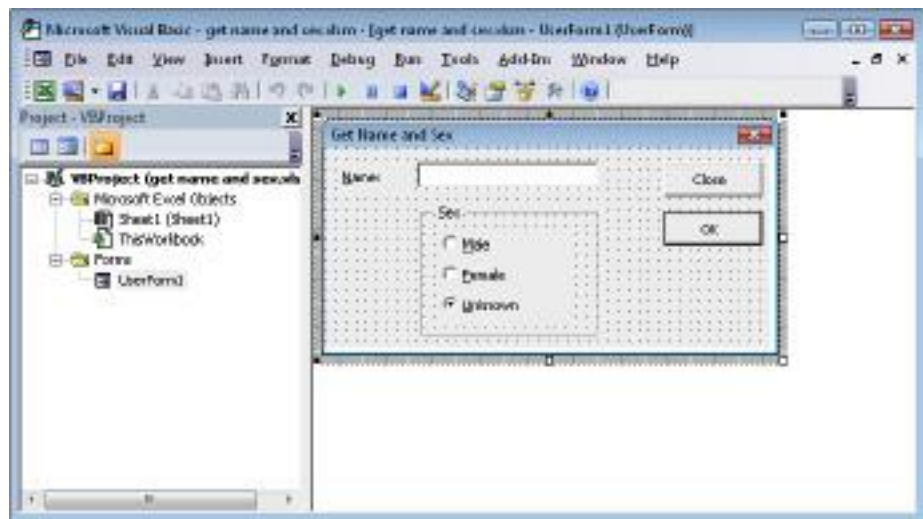 Microsoft Visual Basic - get name and sex.xlsm - [get name and sex.xlsm - UserForm1 (UserForm)]
File Edit View Insert Format Debug Run Tools Add-Ins Window Help
Project - VBAProject
VBAProject (get name and sex.xls
Microsoft Excel Objects
Sheet1 (Sheet1)
ThisWorkbook
Forms
UserForm1
Get Name and Sex
Name:
Close
OK
Sex
Male
Female
Unknown